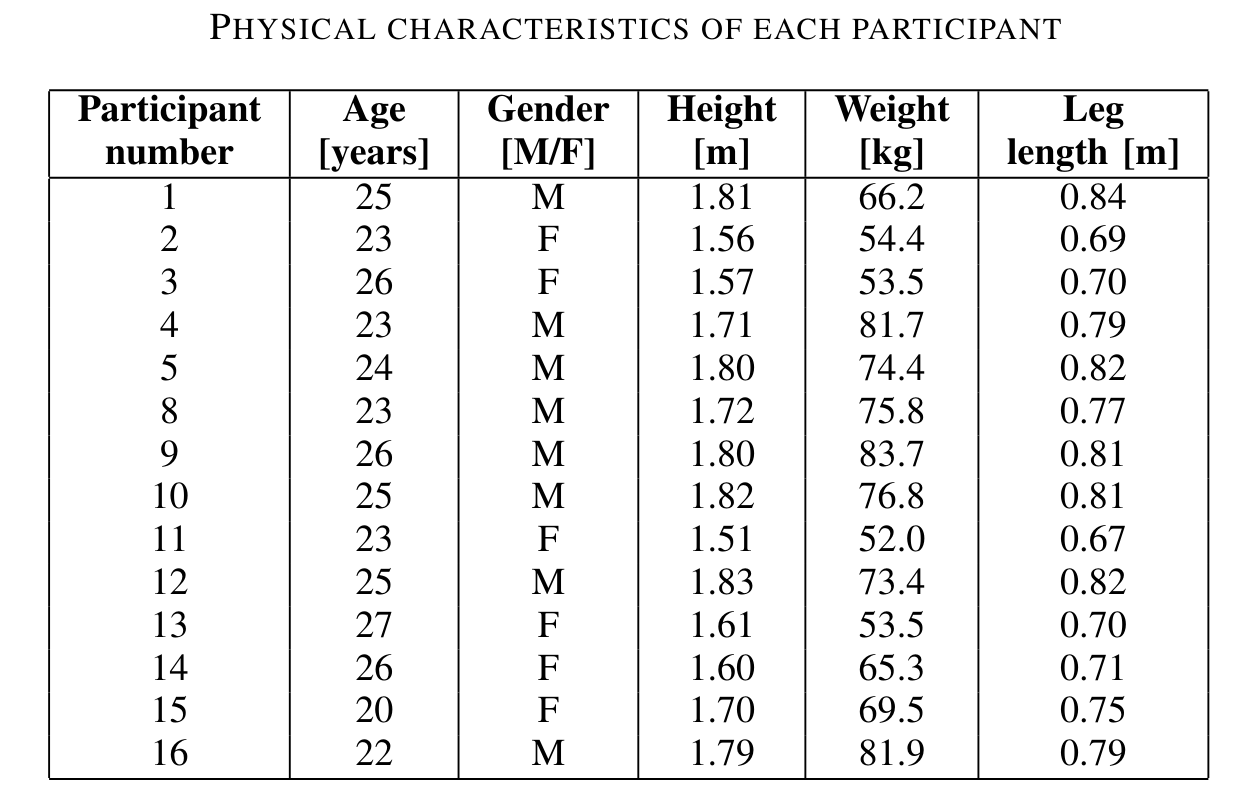 PHYSICAL CHARACTERISTICS OF EACH PARTICIPANT
Participant number Age [years] Gender [M/F] Height [m] Weight [kg] Leg length [m]
1 25 M 1.81 66.2 0.84
2 23 F 1.56 54.4 0.69
3 26 F 1.57 53.5 0.70
4 23 M 1.71 81.7 0.79
5 24 M 1.80 74.4 0.82
8 23 M 1.72 75.8 0.77
9 26 M 1.80 83.7 0.81
10 25 M 1.82 76.8 0.81
11 23 F 1.51 52.0 0.67
12 25 M 1.83 73.4 0.82
13 27 F 1.61 53.5 0.70
14 26 F 1.60 65.3 0.71
15 20 F 1.70 69.5 0.75
16 22 M 1.79 81.9 0.79